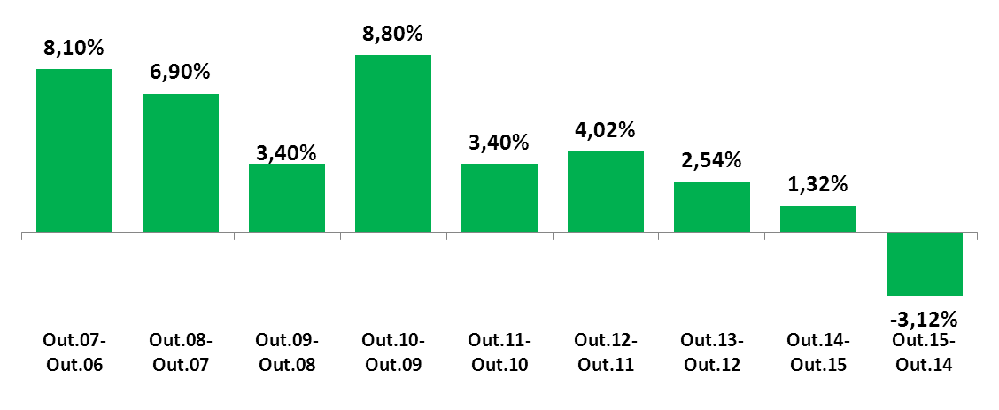 8,10%
6,90%
3,40%
8,80%
3,40%
4,02%
2,54%
1,32%
-3,12%
Out.07-
Out.06
Out.08-
Out.07
Out.09-
Out.08
Out.10-
Out.09
Out.11-
Out.10
Out.12-
Out.11
Out.13-
Out.12
Out.14-
Out.15
Out.15-
Out.14